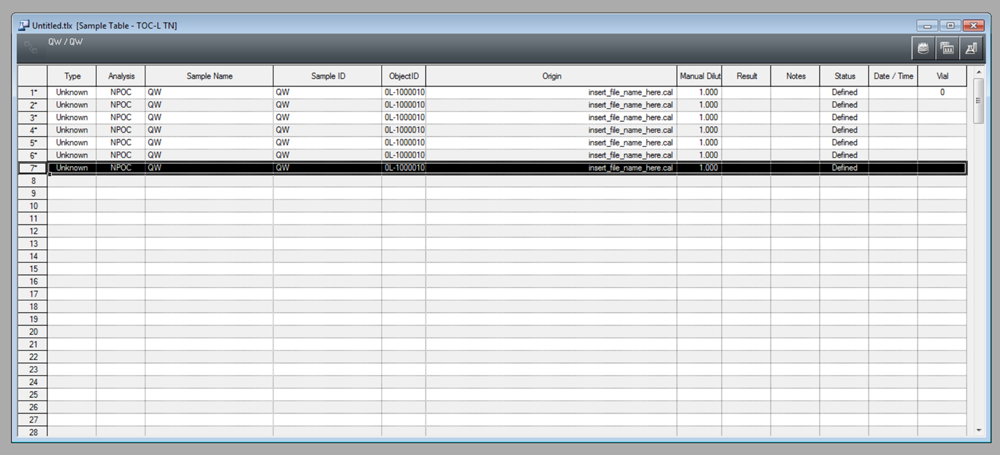 Untitled.tlx [Sample Table - TOC-L TN]
QW / QW
Type Analysis Sample Name Sample ID ObjectID Origin Manual Dilut Result Notes Status Date / Time Vial
1* Unknown NPOC QW QW 0L-1000010 insert_file_name_here.cal 1.000 Defined 0
2* Unknown NPOC QW QW 0L-1000010 insert_file_name_here.cal 1.000 Defined
3* Unknown NPOC QW QW 0L-1000010 insert_file_name_here.cal 1.000 Defined
4* Unknown NPOC QW QW 0L-1000010 insert_file_name_here.cal 1.000 Defined
5* Unknown NPOC QW QW 0L-1000010 insert_file_name_here.cal 1.000 Defined
6* Unknown NPOC QW QW 0L-1000010 insert_file_name_here.cal 1.000 Defined
7* Unknown NPOC QW QW 0L-1000010 insert_file_name_here.cal 1.000 Defined
8
9
10
11
12
13
14
15
16
17
18
19
20
21
22
23
24
25
26
27
28